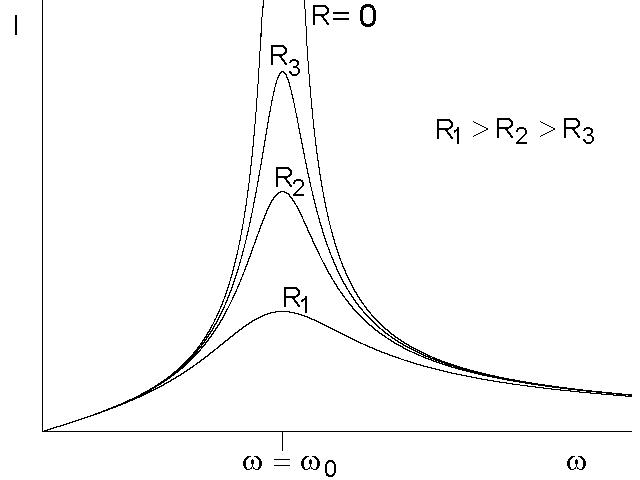 I
R= 0
R₃
R₁ > R₂ > R₃
R₂
R₁
ω = ω₀
ω